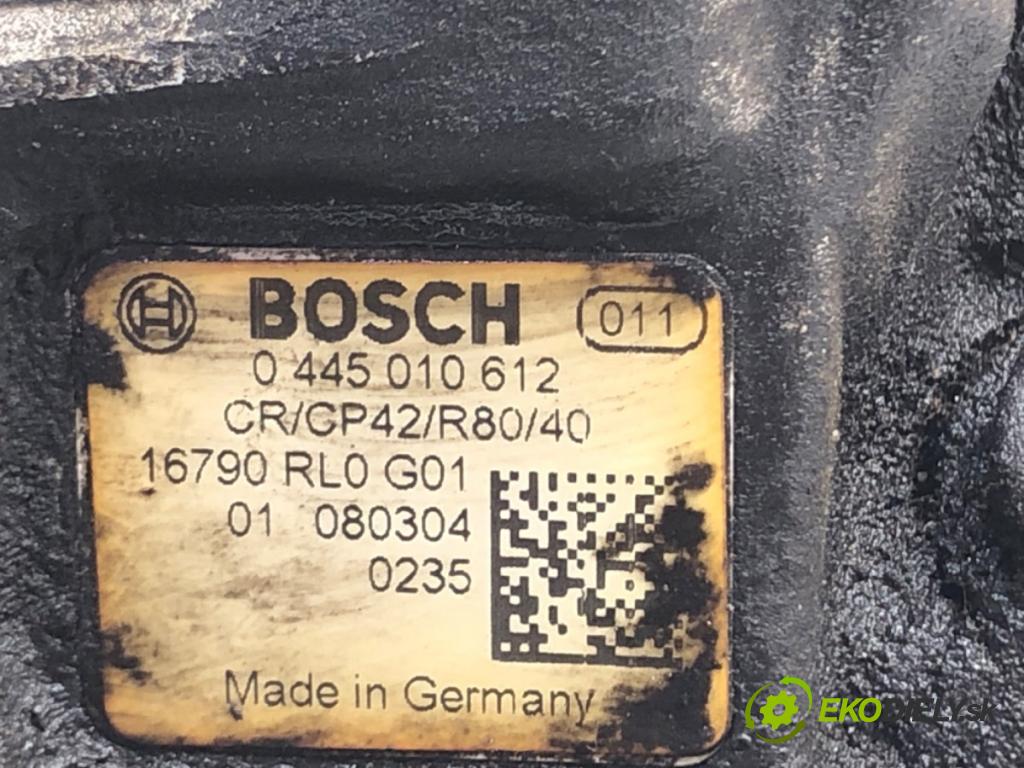 BOSCH 011
0 445 010 612
CR/CP42/R80/40
16790 RL0 G01
01 080304
0235
Made in Germany
EKODIELY.sk